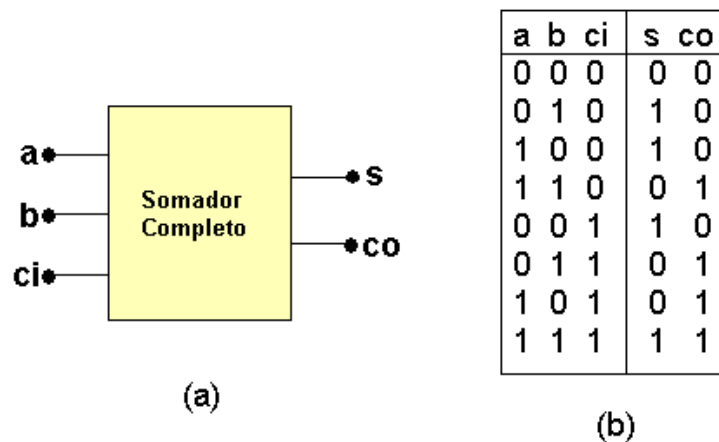 a
b
ci
Somador
Completo
s
co
(a)
a b ci s co
0 0 0 0 0
0 1 0 1 0
1 0 0 1 0
1 1 0 0 1
0 0 1 1 0
0 1 1 0 1
1 0 1 0 1
1 1 1 1 1
(b)